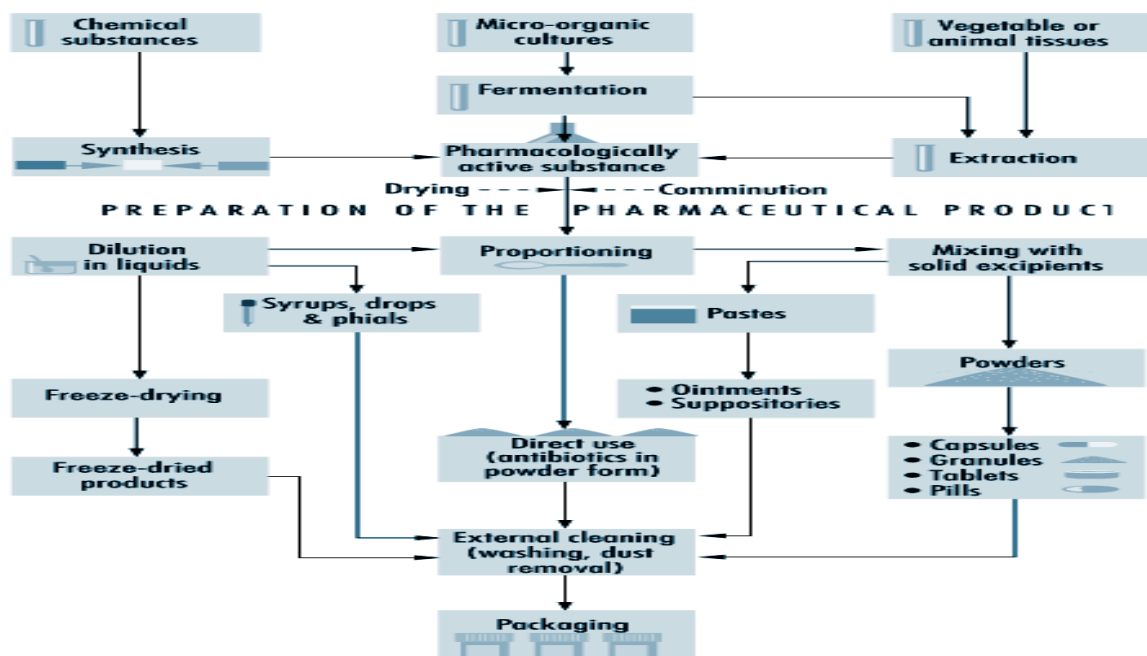 Chemical
substances
Micro-organic
cultures
Vegetable or
animal tissues
Fermentation
Synthesis
Pharmacologically
active substance
Extraction
Drying
Comminution
PREPARATION OF THE PHARMACEUTICAL PRODUCT
Dilution
in liquids
Proportioning
Mixing with
solid excipients
Syrups, drops
& phials
Pastes
Powders
Freeze-drying
• Ointments
• Suppositories
Direct use
(antibiotics in
powder form)
• Capsules
• Granules
• Tablets
• Pills
Freeze-dried
products
External cleaning
(washing, dust
removal)
Packaging